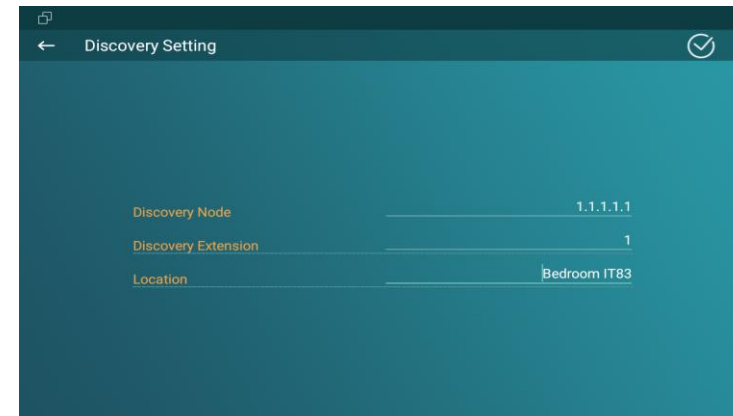 Discovery Setting
Discovery Node 1.1.1.1.1
Discovery Extension 1
Location Bedroom IT83